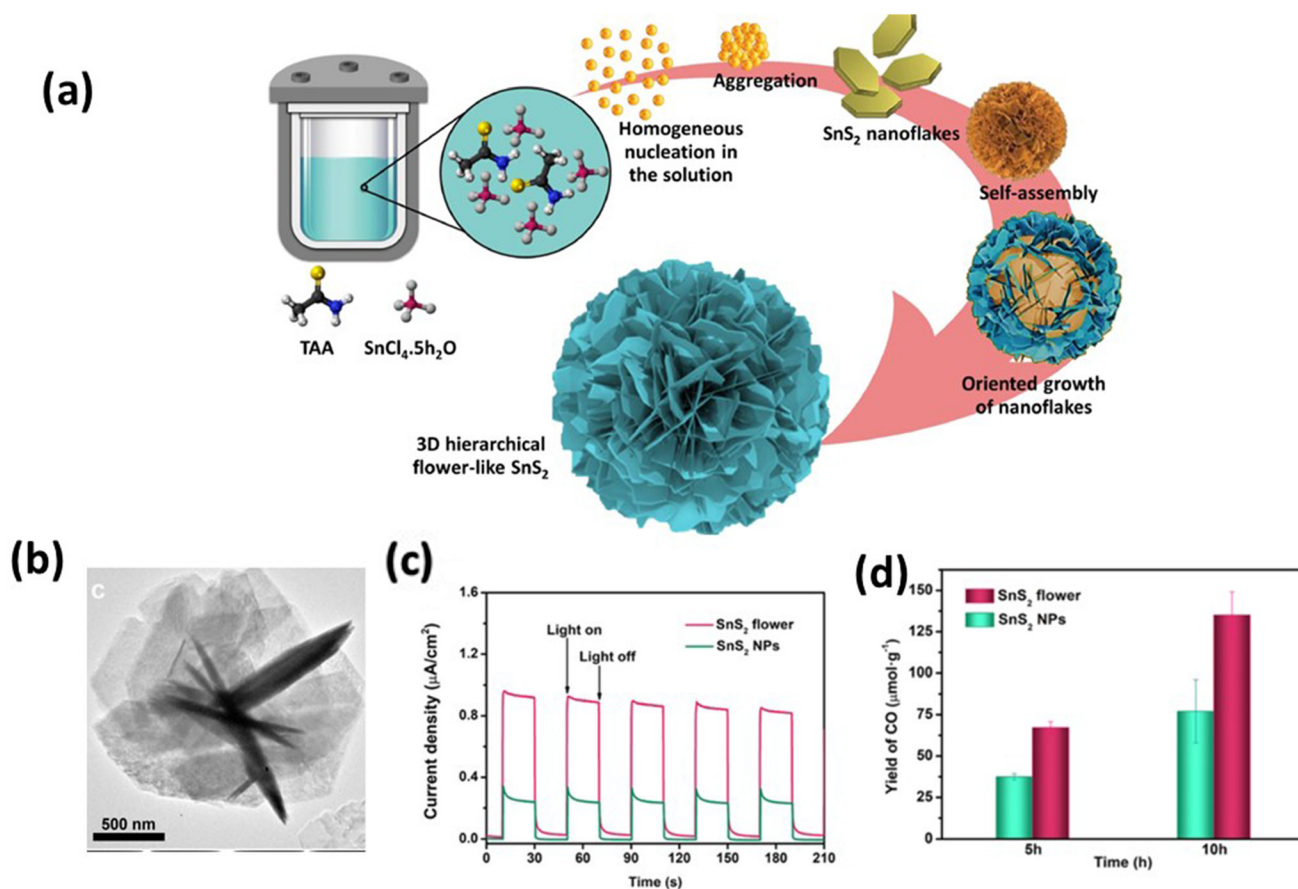 (a)
Homogeneous
nucleation in
the solution
Aggregation
SnS₂ nanoflakes
Self-assembly
Oriented growth
of nanoflakes
3D hierarchical
flower-like SnS₂
TAA
SnCl₄.5h₂O
(b)
c
500 nm
(c)
Current density (μA/cm²)
1.6
1.2
0.8
0.4
0.0
SnS₂ flower
SnS₂ NPs
Light on
Light off
0 30 60 90 120 150 180 210
Time (s)
(d)
Yield of CO (μmol·g⁻¹)
150
125
100
75
50
25
0
SnS₂ flower
SnS₂ NPs
5h 10h
Time (h)